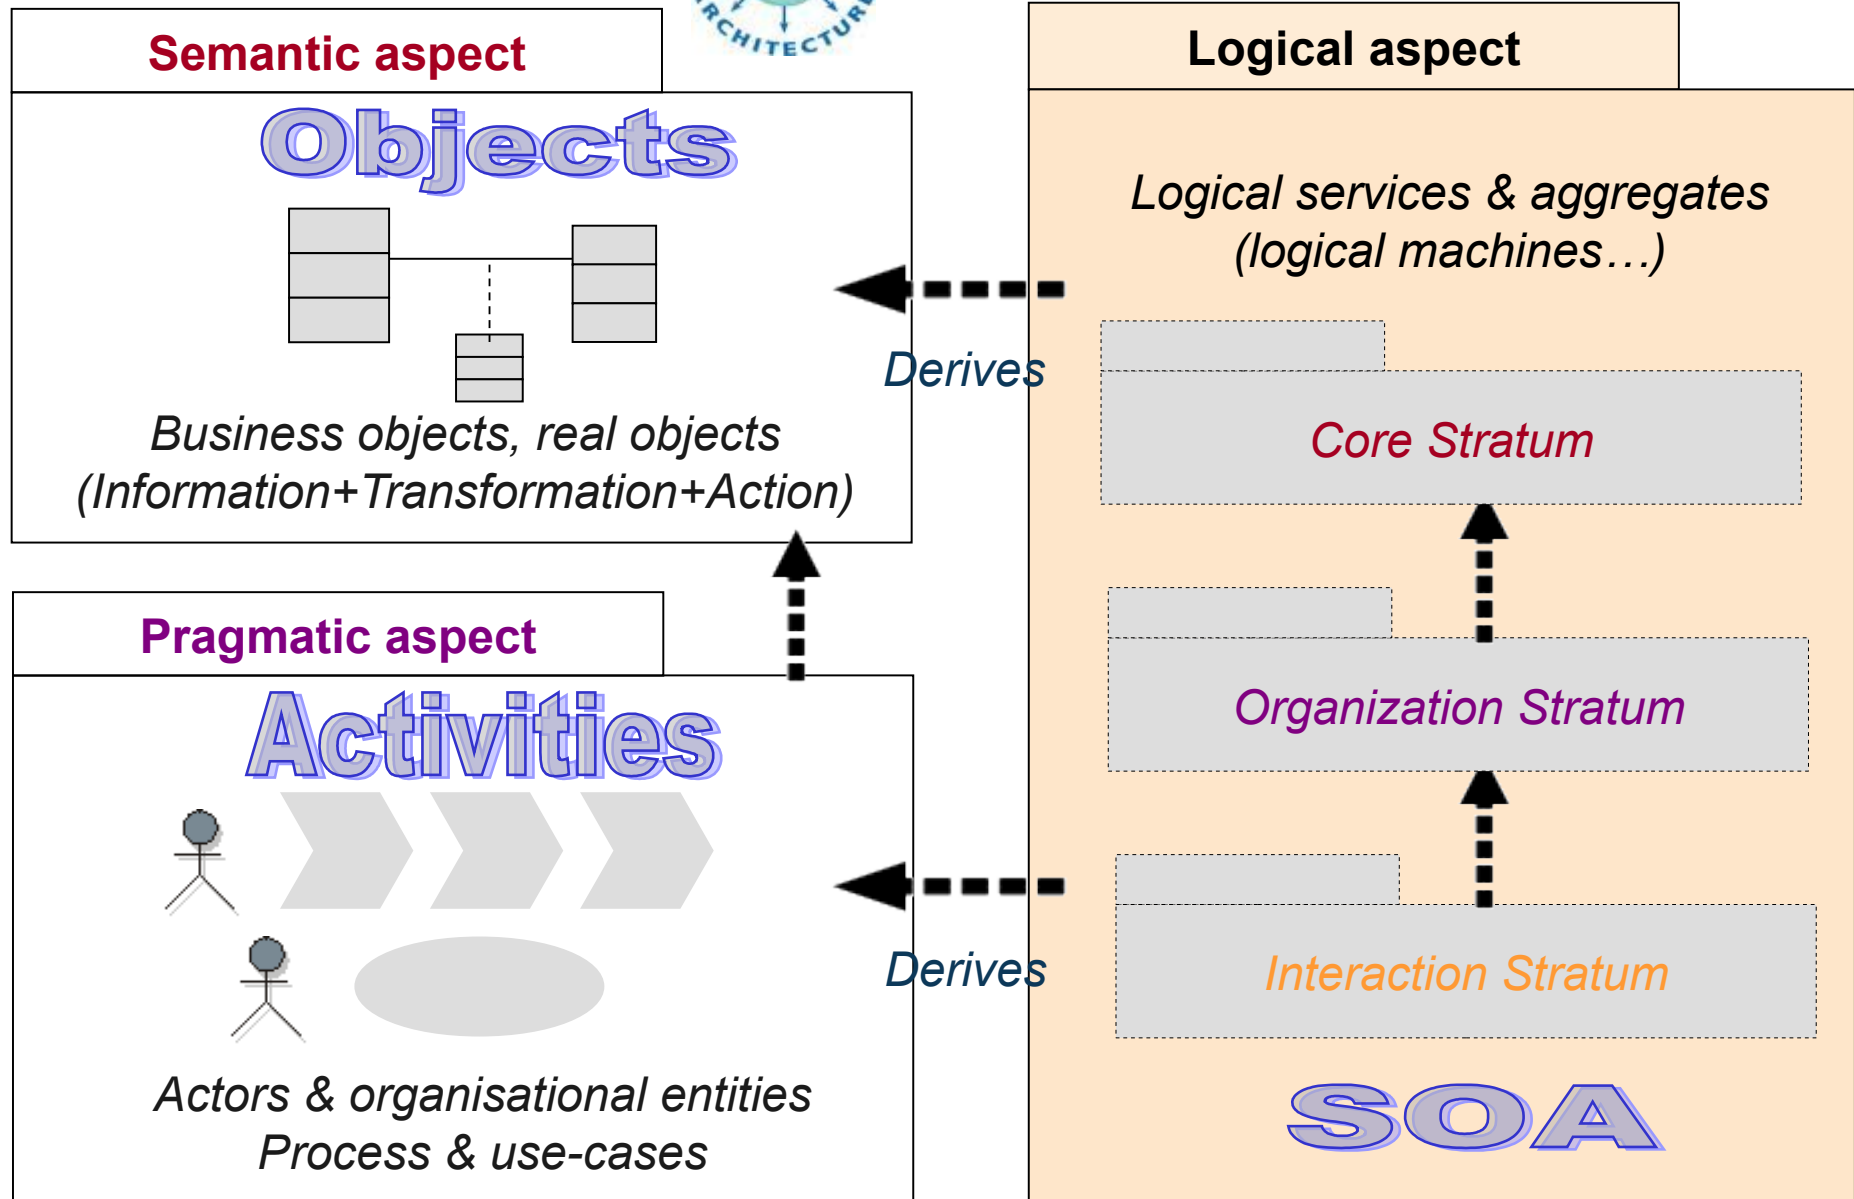 ARCHITECTURE
Semantic aspect
Objects
Business objects, real objects
(Information+Transformation+Action)
Pragmatic aspect
Activities
Actors & organisational entities
Process & use-cases
Derives
Derives
Logical aspect
Logical services & aggregates
(logical machines…)
Core Stratum
Organization Stratum
Interaction Stratum
SOA